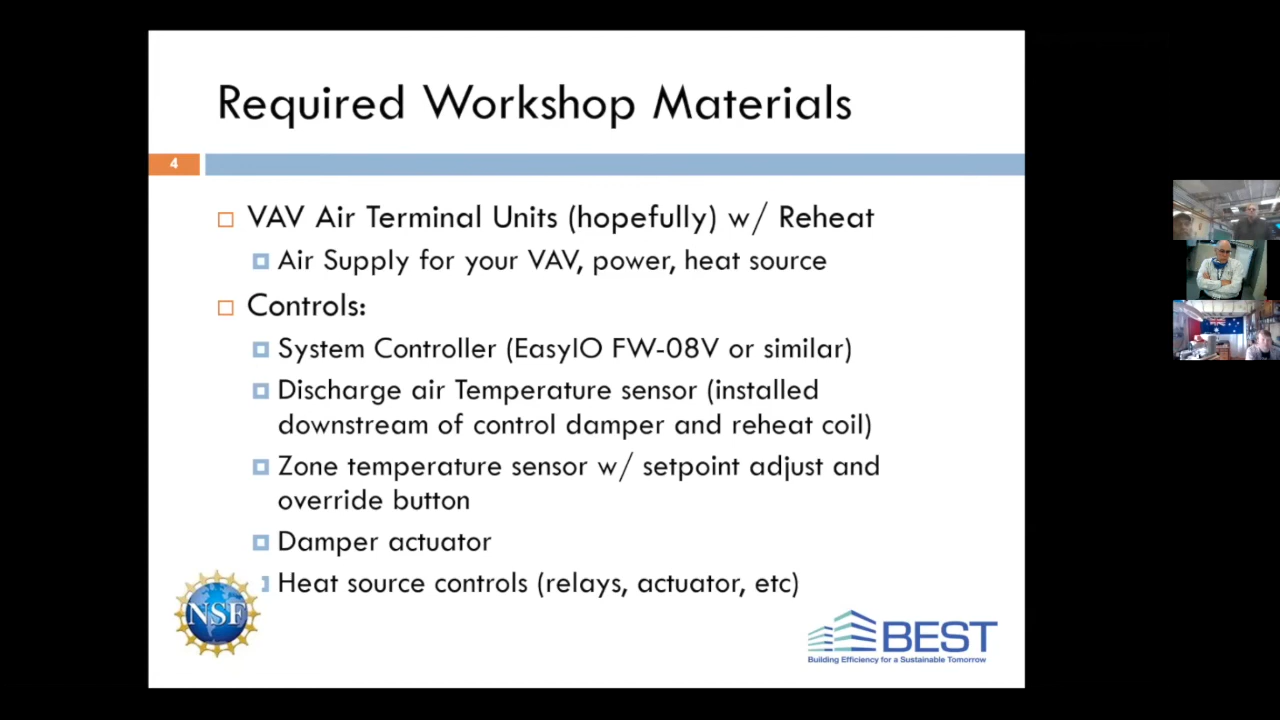 Required Workshop Materials
4
VAV Air Terminal Units (hopefully) w/ Reheat
Air Supply for your VAV, power, heat source
Controls:
System Controller (EasyIO FW-08V or similar)
Discharge air Temperature sensor (installed
downstream of control damper and reheat coil)
Zone temperature sensor w/ setpoint adjust and
override button
Damper actuator
Heat source controls (relays, actuator, etc)
NSF
BEST
Building Efficiency for a Sustainable Tomorrow